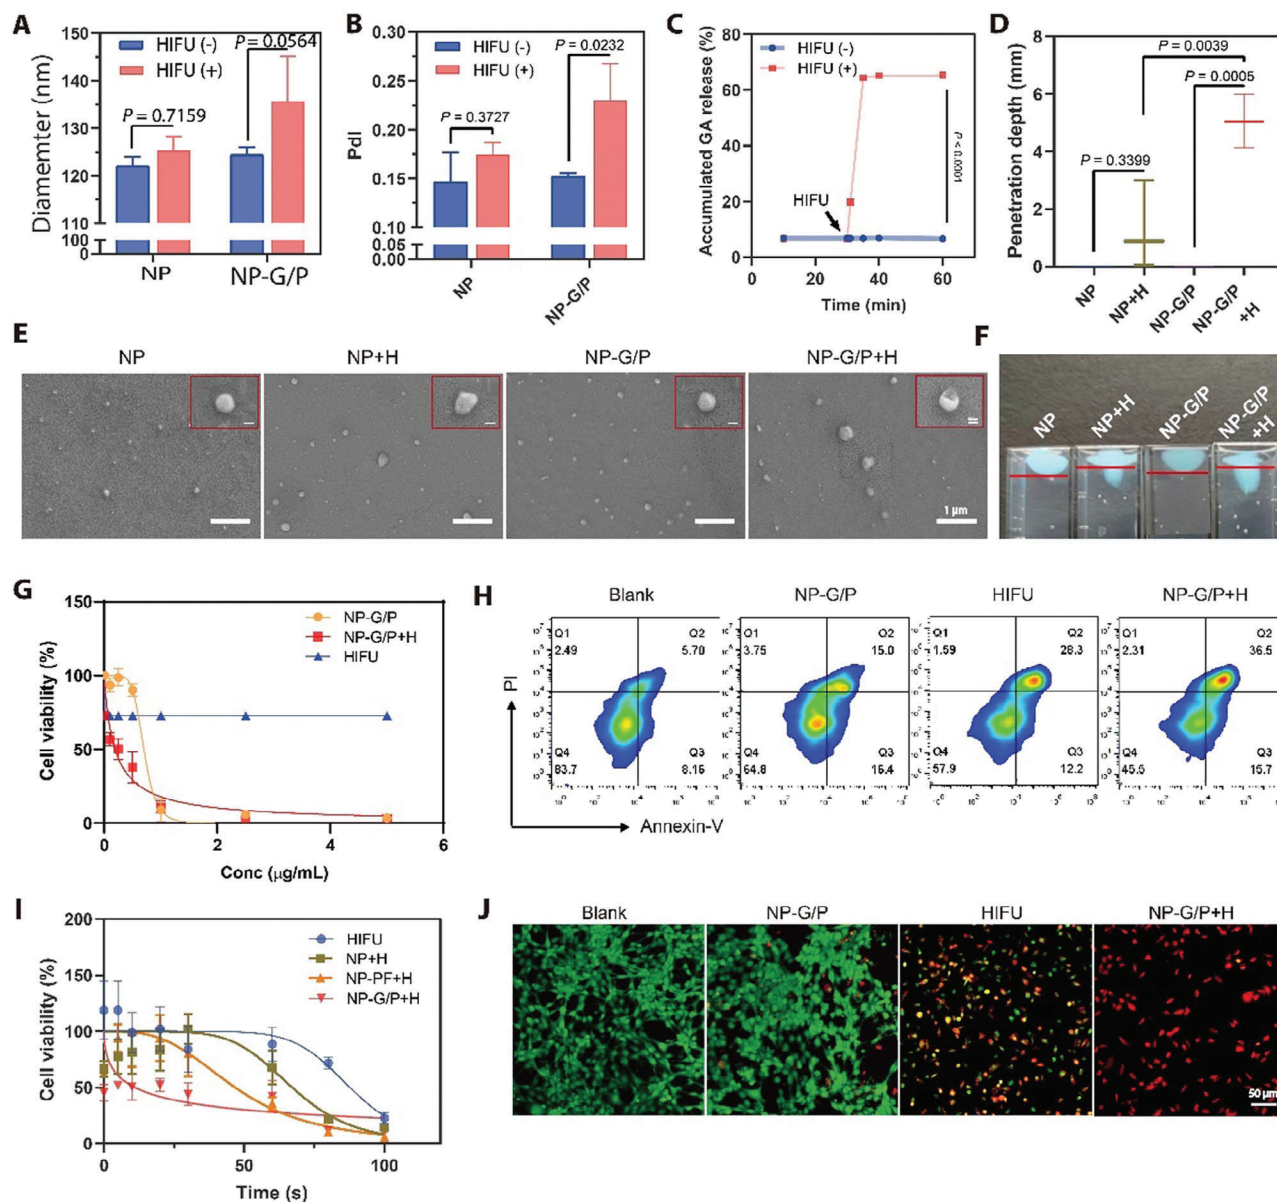 A
Diamemter (nm)
150
140
130
120
110
100
0
HIFU (-)
HIFU (+)
P = 0.0564
P = 0.7159
NP
NP-G/P
B
PdI
0.30
0.25
0.20
0.15
0.10
0.05
0.00
HIFU (-)
HIFU (+)
P = 0.0232
P = 0.3727
NP
NP-G/P
C
Accumulated GA release (%)
80
60
40
20
0
HIFU (-)
HIFU (+)
HIFU
P < 0.0001
0
20
40
60
Time (min)
D
Penetration depth (mm)
8
6
4
2
0
P = 0.0039
P = 0.0005
P = 0.3399
NP
NP+H
NP-G/P
NP-G/P
+H
E
NP
NP+H
NP-G/P
NP-G/P+H
1 μm
F
NP
NP+H
NP-G/P
NP-G/P
+H
G
Cell viability (%)
150
100
50
0
NP-G/P
NP-G/P+H
HIFU
0
2
4
6
Conc (μg/mL)
H
Blank
NP-G/P
HIFU
NP-G/P+H
PI
Q1
2.49
Q2
5.70
Q4
83.7
Q3
8.15
Q1
3.75
Q2
15.0
Q4
64.8
Q3
16.4
Q1
1.59
Q2
28.3
Q4
57.9
Q3
12.2
Q1
2.31
Q2
36.5
Q4
45.5
Q3
15.7
Annexin-V
I
Cell viability (%)
200
150
100
50
0
HIFU
NP+H
NP-PF+H
NP-G/P+H
0
50
100
Time (s)
J
Blank
NP-G/P
HIFU
NP-G/P+H
50 μm